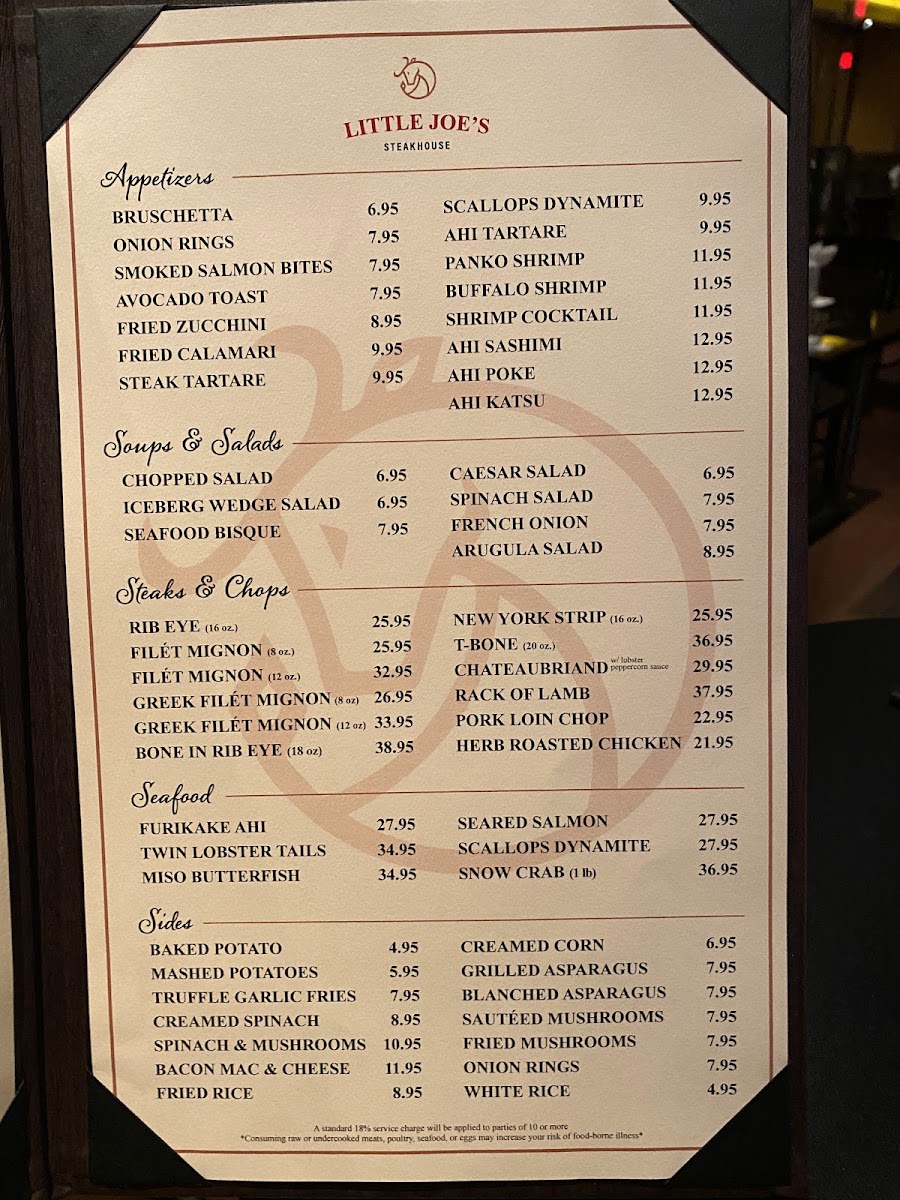 LITTLE JOE'S
STEAKHOUSE
Appetizers
BRUSCHETTA 6.95
ONION RINGS 7.95
SMOKED SALMON BITES 7.95
AVOCADO TOAST 7.95
FRIED ZUCCHINI 8.95
FRIED CALAMARI 9.95
STEAK TARTARE 9.95
SCALLOPS DYNAMITE 9.95
AHI TARTARE 9.95
PANKO SHRIMP 11.95
BUFFALO SHRIMP 11.95
SHRIMP COCKTAIL 11.95
AHI SASHIMI 12.95
AHI POKE 12.95
AHI KATSU 12.95
Soups & Salads
CHOPPED SALAD 6.95
ICEBERG WEDGE SALAD 6.95
SEAFOOD BISQUE 7.95
CAESAR SALAD 6.95
SPINACH SALAD 7.95
FRENCH ONION 7.95
ARUGULA SALAD 8.95
Steaks & Chops
RIB EYE (16 oz.) 25.95
FILÉT MIGNON (8 oz.) 25.95
FILÉT MIGNON (12 oz.) 32.95
GREEK FILÉT MIGNON (8 oz) 26.95
GREEK FILÉT MIGNON (12 oz) 33.95
BONE IN RIB EYE (18 oz) 38.95
NEW YORK STRIP (16 oz.) 25.95
T-BONE (20 oz.) 36.95
CHATEAUBRIAND w/ lobster peppercorn sauce 29.95
RACK OF LAMB 37.95
PORK LOIN CHOP 22.95
HERB ROASTED CHICKEN 21.95
Seafood
FURIKAKE AHI 27.95
TWIN LOBSTER TAILS 34.95
MISO BUTTERFISH 34.95
SEARED SALMON 27.95
SCALLOPS DYNAMITE 27.95
SNOW CRAB (1 lb) 36.95
Sides
BAKED POTATO 4.95
MASHED POTATOES 5.95
TRUFFLE GARLIC FRIES 7.95
CREAMED SPINACH 8.95
SPINACH & MUSHROOMS 10.95
BACON MAC & CHEESE 11.95
FRIED RICE 8.95
CREAMED CORN 6.95
GRILLED ASPARAGUS 7.95
BLANCHED ASPARAGUS 7.95
SAUTÉED MUSHROOMS 7.95
FRIED MUSHROOMS 7.95
ONION RINGS 7.95
WHITE RICE 4.95
A standard 18% service charge will be applied to parties of 10 or more
*Consuming raw or undercooked meats, poultry, seafood, or eggs may increase your risk of food-borne illness*